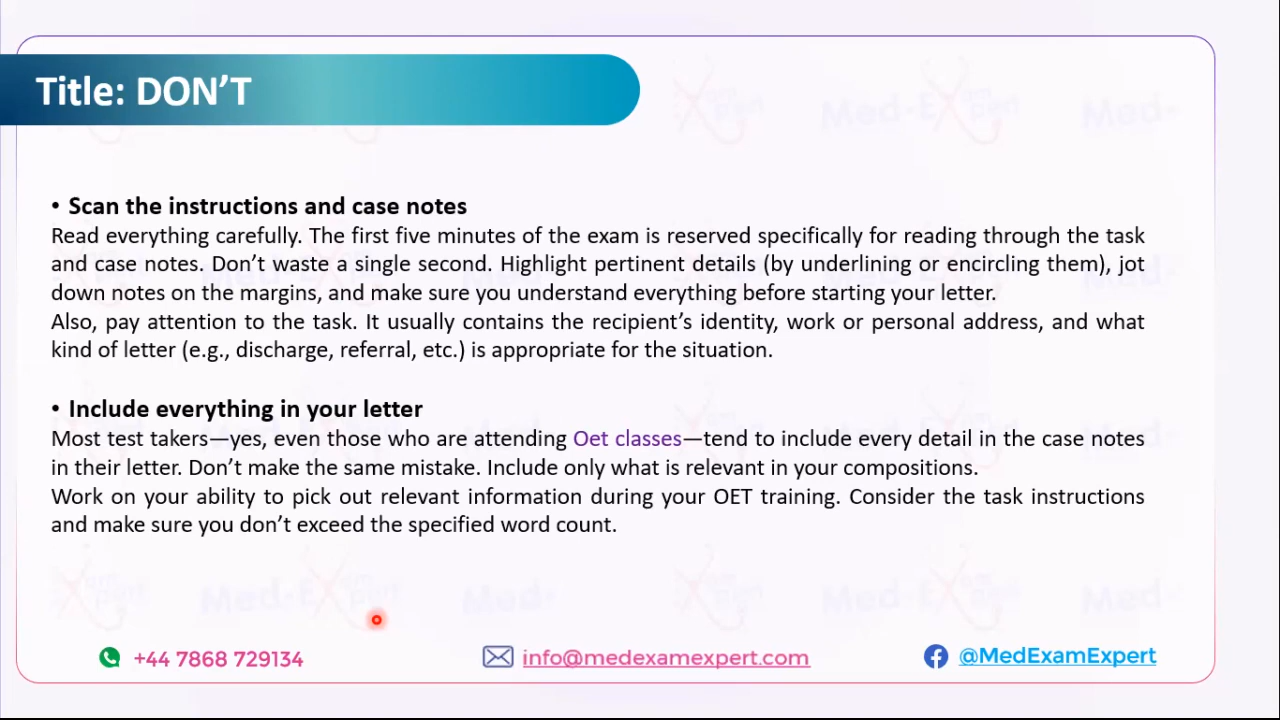 Title: DON’T
• Scan the instructions and case notes
Read everything carefully. The first five minutes of the exam is reserved specifically for reading through the task
and case notes. Don’t waste a single second. Highlight pertinent details (by underlining or encircling them), jot
down notes on the margins, and make sure you understand everything before starting your letter.
Also, pay attention to the task. It usually contains the recipient’s identity, work or personal address, and what
kind of letter (e.g., discharge, referral, etc.) is appropriate for the situation.
• Include everything in your letter
Most test takers—yes, even those who are attending Oet classes—tend to include every detail in the case notes
in their letter. Don’t make the same mistake. Include only what is relevant in your compositions.
Work on your ability to pick out relevant information during your OET training. Consider the task instructions
and make sure you don’t exceed the specified word count.
+44 7868 729134
info@medexamexpert.com
@MedExamExpert